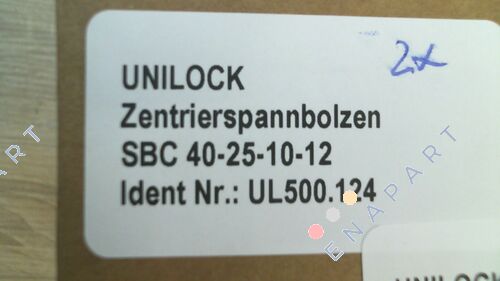 2x
UNILOCK
Zentrierspannbolzen
SBC 40-25-10-12
Ident Nr.: UL500.124
ENAPART
UNILOCK